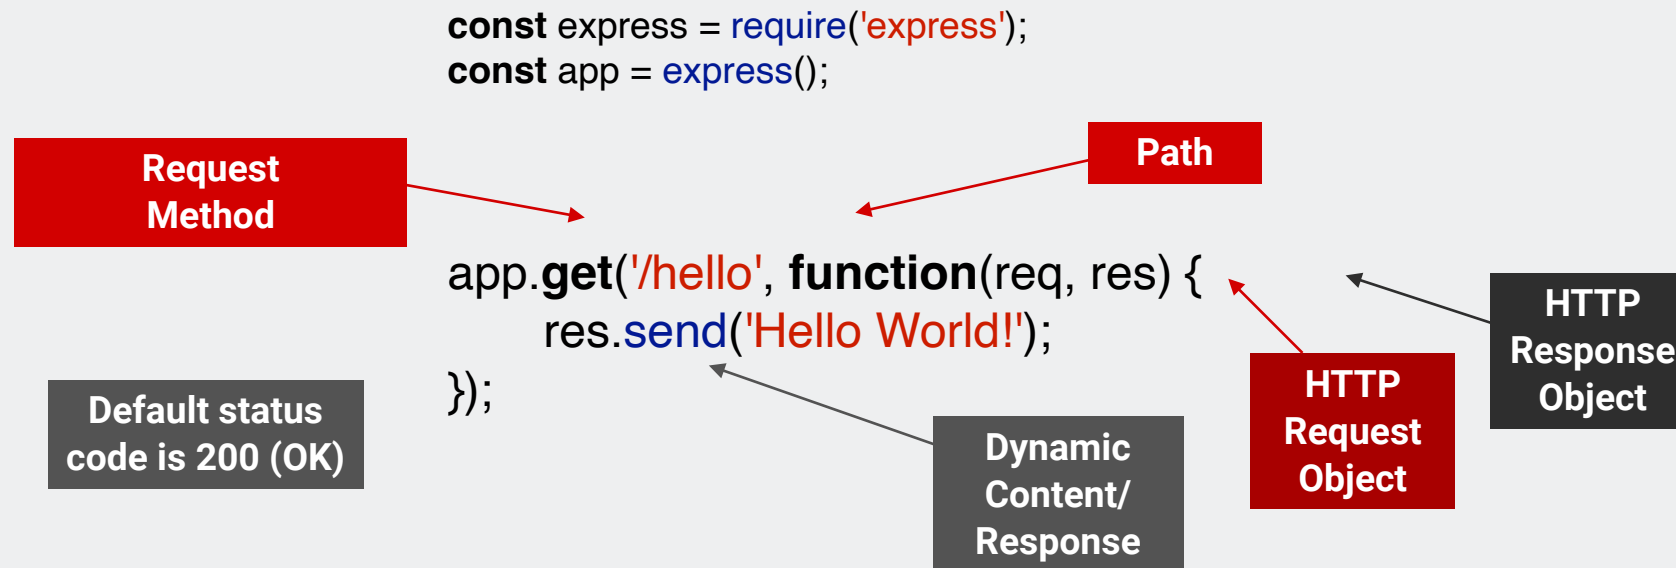 const express = require('express');
const app = express();
Request
Method
Path
app.get('/hello', function(req, res) {
res.send('Hello World!');
});
Default status
code is 200 (OK)
Dynamic
Content/
Response
HTTP
Request
Object
HTTP
Response
Object